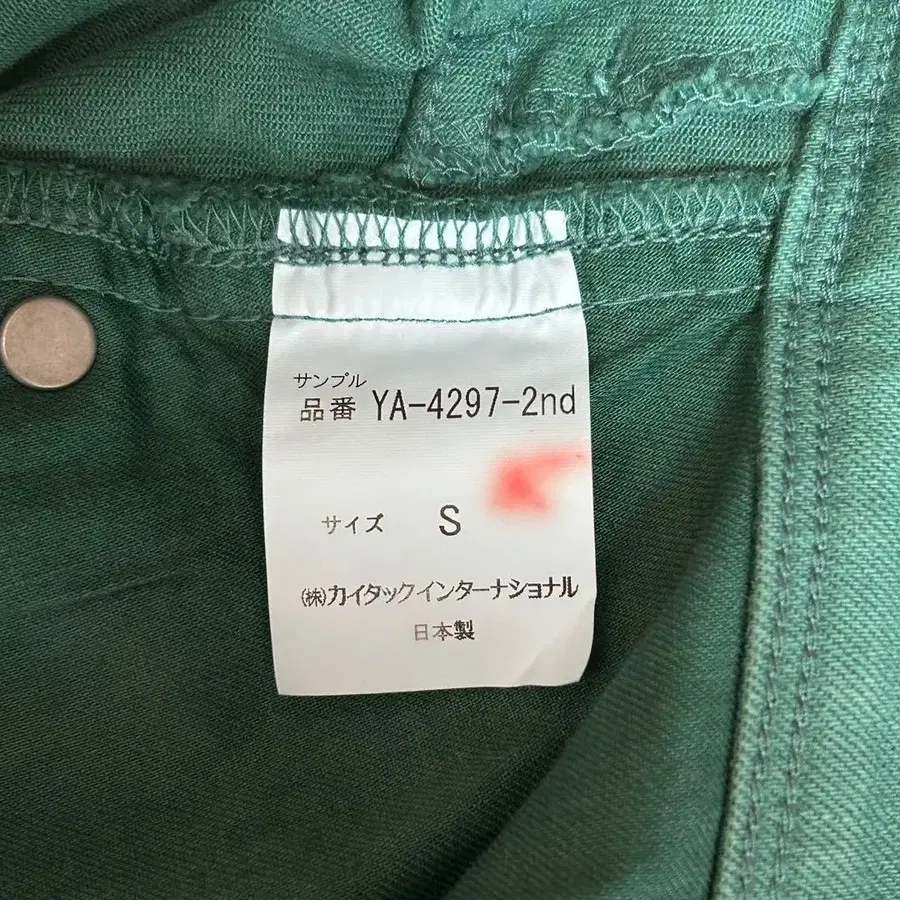 サンプル
品番 YA-4297-2nd
サイズ S
(株)カイタックインターナショナル
日本製